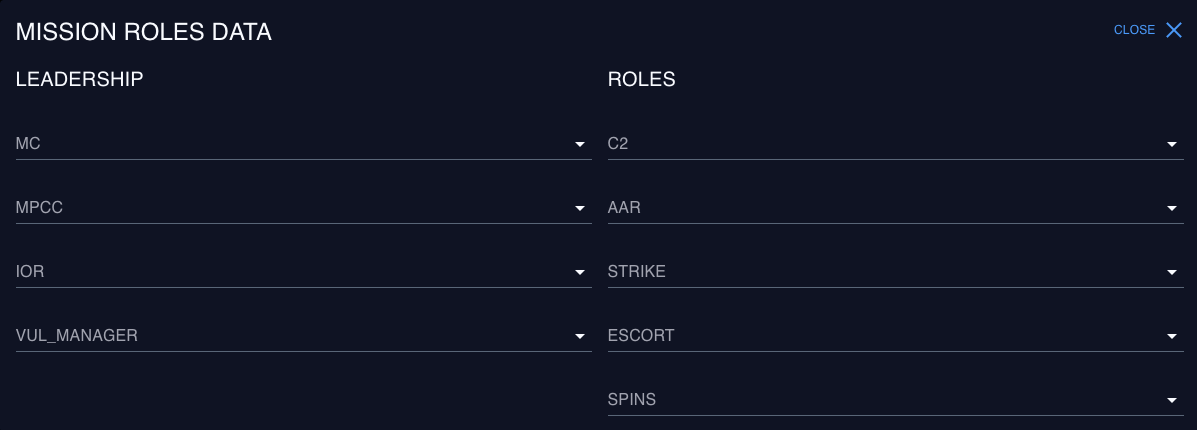 MISSION ROLES DATA
CLOSE
LEADERSHIP
MC
MPCC
IOR
VUL_MANAGER
ROLES
C2
AAR
STRIKE
ESCORT
SPINS